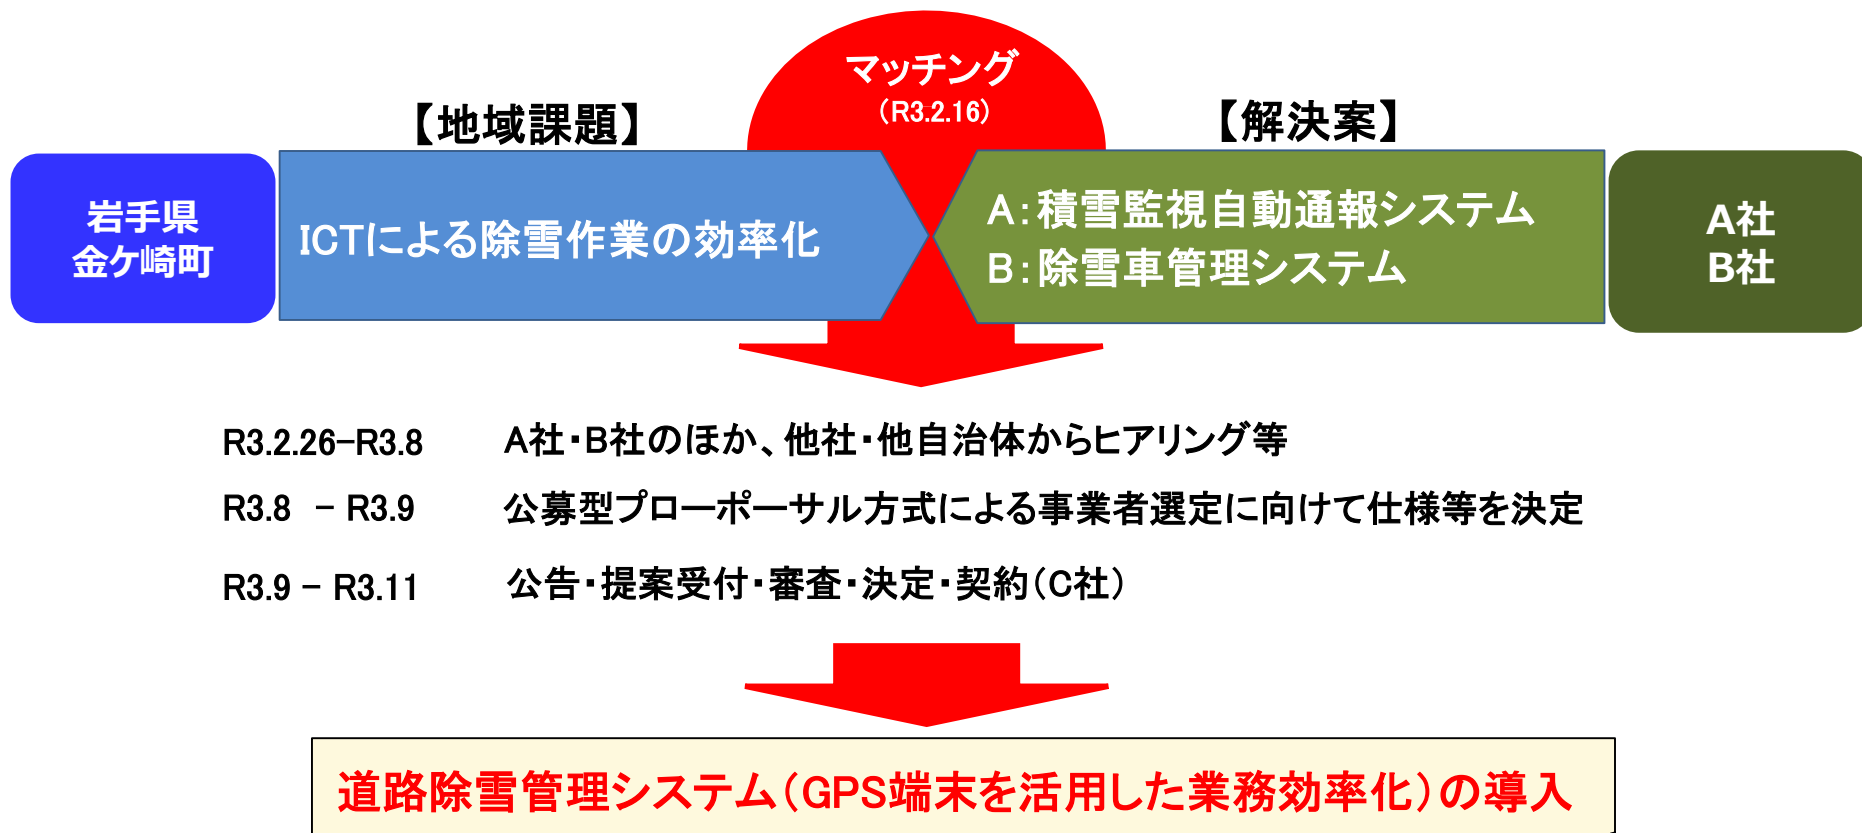 マッチング
（R3.2.16）
【地域課題】
【解決案】
岩手県
金ケ崎町
ICTによる除雪作業の効率化
A：積雪監視自動通報システム
B：除雪車管理システム
A社
B社
R3.2.26−R3.8 A社・B社のほか、他社・他自治体からヒアリング等
R3.8 − R3.9 公募型プローポーサル方式による事業者選定に向けて仕様等を決定
R3.9 − R3.11 公告・提案受付・審査・決定・契約（C社）
道路除雪管理システム（GPS端末を活用した業務効率化）の導入